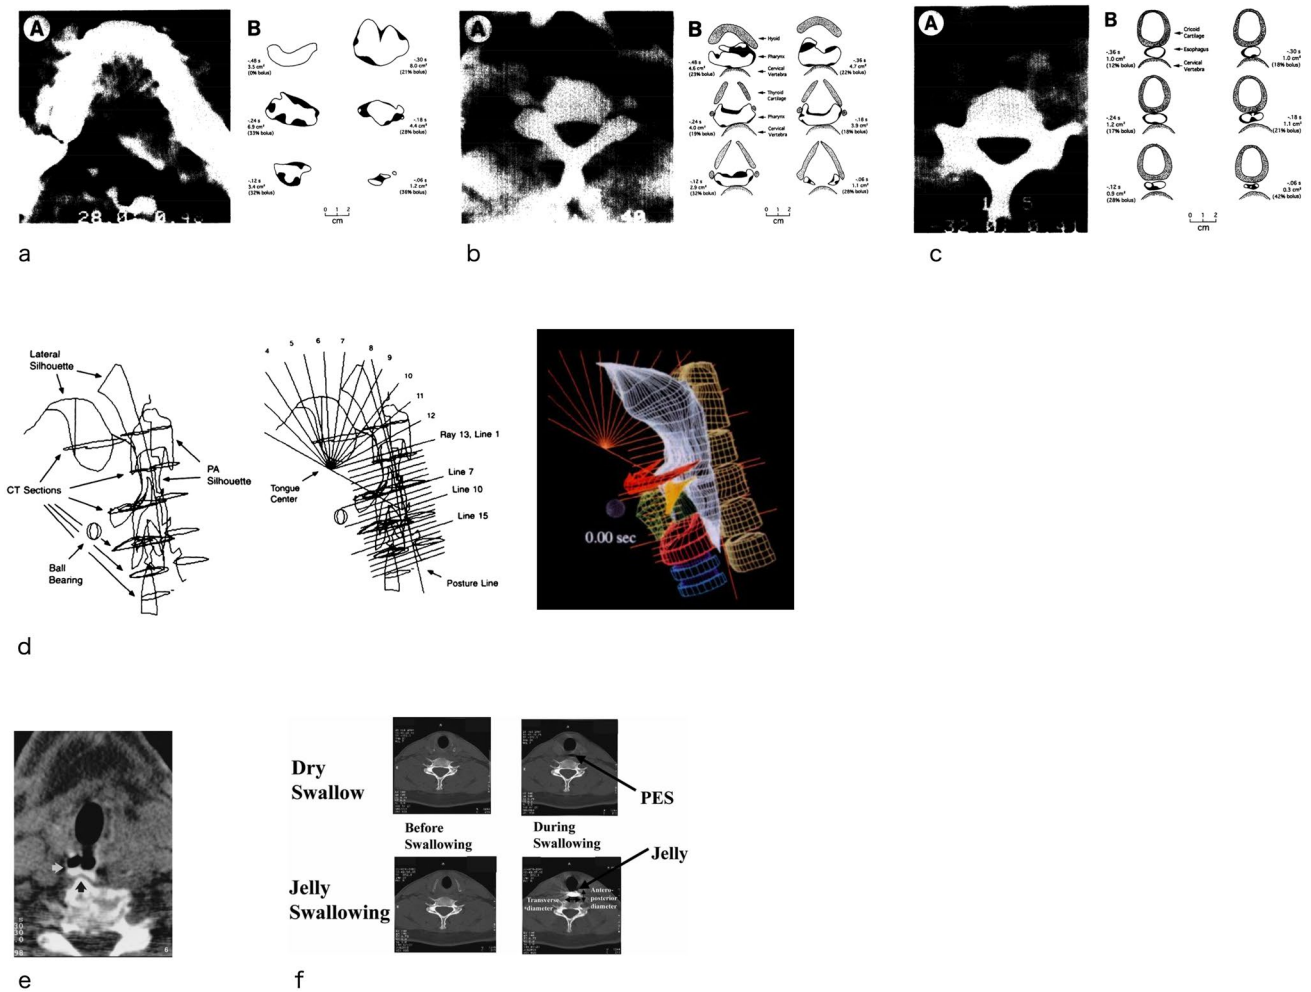 A
B
-.48 s
3.5 cm²
(0% bolus)
-.30 s
8.0 cm²
(21% bolus)
-.24 s
6.9 cm²
(33% bolus)
-.18 s
4.4 cm²
(28% bolus)
-.12 s
3.4 cm²
(32% bolus)
-.06 s
1.2 cm²
(36% bolus)
0 1 2
cm
a
A
B
Hyoid
Pharynx
Cervical
Vertebra
-.48 s
4.6 cm²
(23% bolus)
-.36 s
4.7 cm²
(22% bolus)
Thyroid
Cartilage
Pharynx
Cervical
Vertebra
-.24 s
4.0 cm²
(19% bolus)
-.18 s
3.9 cm²
(18% bolus)
-.12 s
2.9 cm²
(32% bolus)
-.06 s
1.1 cm²
(28% bolus)
0 1 2
cm
b
A
B
Cricoid
Cartilage
Esophagus
Cervical
Vertebra
-.36 s
1.0 cm²
(12% bolus)
-.30 s
1.0 cm²
(18% bolus)
-.24 s
1.2 cm²
(17% bolus)
-.18 s
1.1 cm²
(21% bolus)
-.12 s
0.9 cm²
(28% bolus)
-.06 s
0.3 cm²
(42% bolus)
0 1 2
cm
c
Lateral
Silhouette
CT Sections
PA
Silhouette
Ball
Bearing
4 5 6 7 8 9 10 11 12
Ray 13, Line 1
Line 7
Line 10
Line 15
Tongue
Center
Posture Line
0.00 sec
d
e
Dry
Swallow
PES
Before
Swallowing
During
Swallowing
Jelly
Jelly
Swallowing
Transverse
diameter
Antero-
posterior
diameter
f